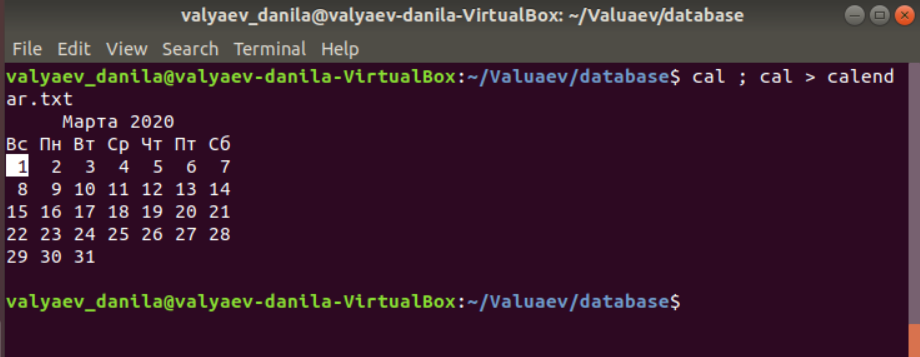 valyaev_danila@valyaev-danila-VirtualBox: ~/Valuaev/database
File Edit View Search Terminal Help
valyaev_danila@valyaev-danila-VirtualBox:~/Valuaev/database$ cal ; cal > calend
ar.txt
Марта 2020
Вс Пн Вт Ср Чт Пт Сб
1 2 3 4 5 6 7
8 9 10 11 12 13 14
15 16 17 18 19 20 21
22 23 24 25 26 27 28
29 30 31
valyaev_danila@valyaev-danila-VirtualBox:~/Valuaev/database$